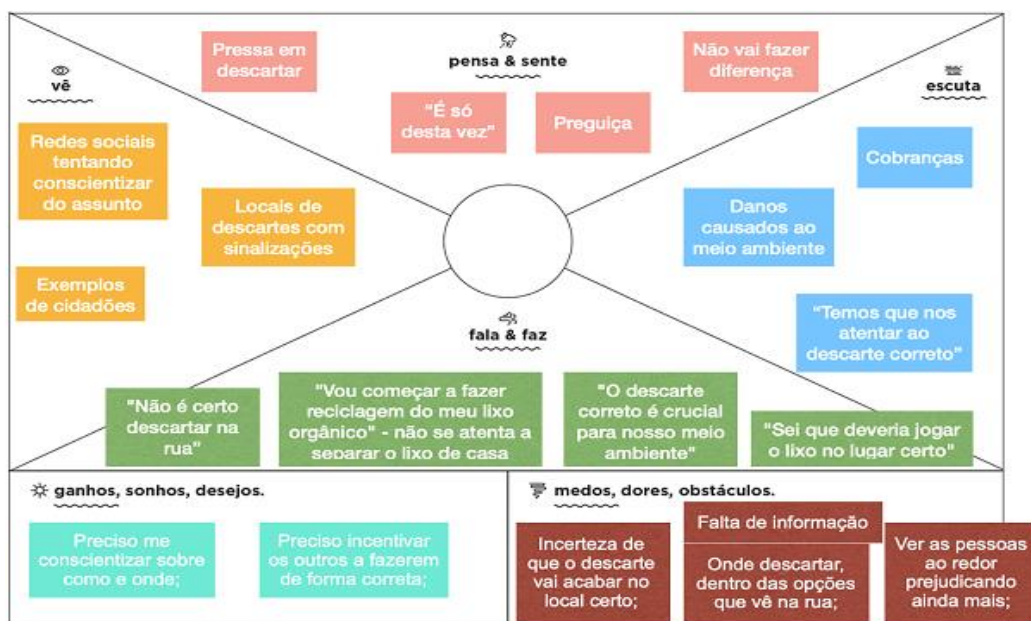 pensa & sente
Pressa em
descartar
Não vai fazer
diferença
"É só
desta vez"
Preguiça
vê
Redes sociais
tentando
conscientizar
do assunto
Locais de
descartes com
sinalizações
Exemplos
de cidadões
escuta
Cobranças
Danos
causados ao
meio ambiente
"Temos que nos
atentar ao
descarte correto"
fala & faz
"Não é certo
descartar na
rua"
"Vou começar a fazer
reciclagem do meu lixo
orgânico" - não se atenta a
separar o lixo de casa
"O descarte
correto é crucial
para nosso meio
ambiente"
"Sei que deveria jogar
o lixo no lugar certo"
ganhos, sonhos, desejos.
Preciso me
conscientizar sobre
como e onde;
Preciso incentivar
os outros a fazerem
de forma correta;
medos, dores, obstáculos.
Incerteza de
que o descarte
vai acabar no
local certo;
Falta de informação
Onde descartar,
dentro das opções
que vê na rua;
Ver as pessoas
ao redor
prejudicando
ainda mais;